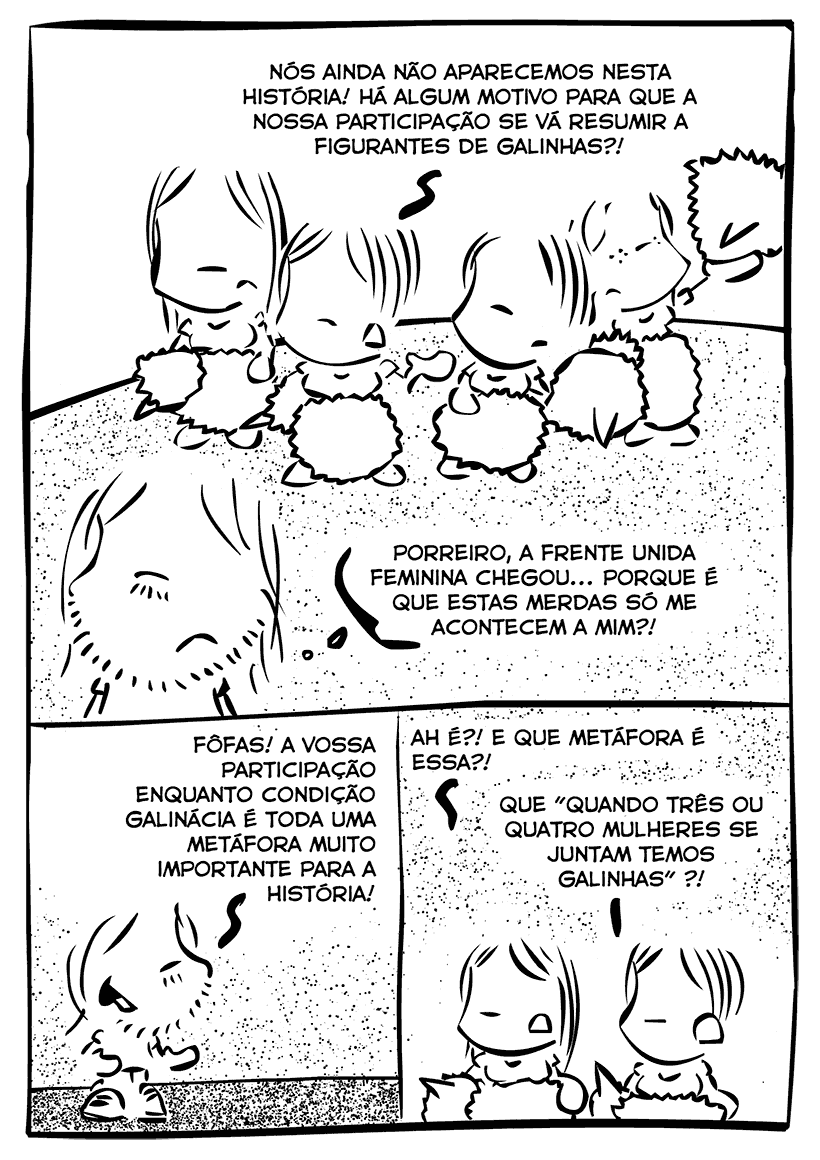 NÓS AINDA NÃO APARECEMOS NESTA
HISTÓRIA! HÁ ALGUM MOTIVO PARA QUE A
NOSSA PARTICIPAÇÃO SE VÁ RESUMIR A
FIGURANTES DE GALINHAS?!
PORREIRO, A FRENTE UNIDA
FEMININA CHEGOU... PORQUE É
QUE ESTAS MERDAS SÓ ME
ACONTECEM A MIM?!
FÔFAS! A VOSSA
PARTICIPAÇÃO
ENQUANTO CONDIÇÃO
GALINÁCIA É TODA UMA
METÁFORA MUITO
IMPORTANTE PARA A
HISTÓRIA!
AH É?! E QUE METÁFORA É
ESSA?!
QUE "QUANDO TRÊS OU
QUATRO MULHERES SE
JUNTAM TEMOS
GALINHAS" ?!